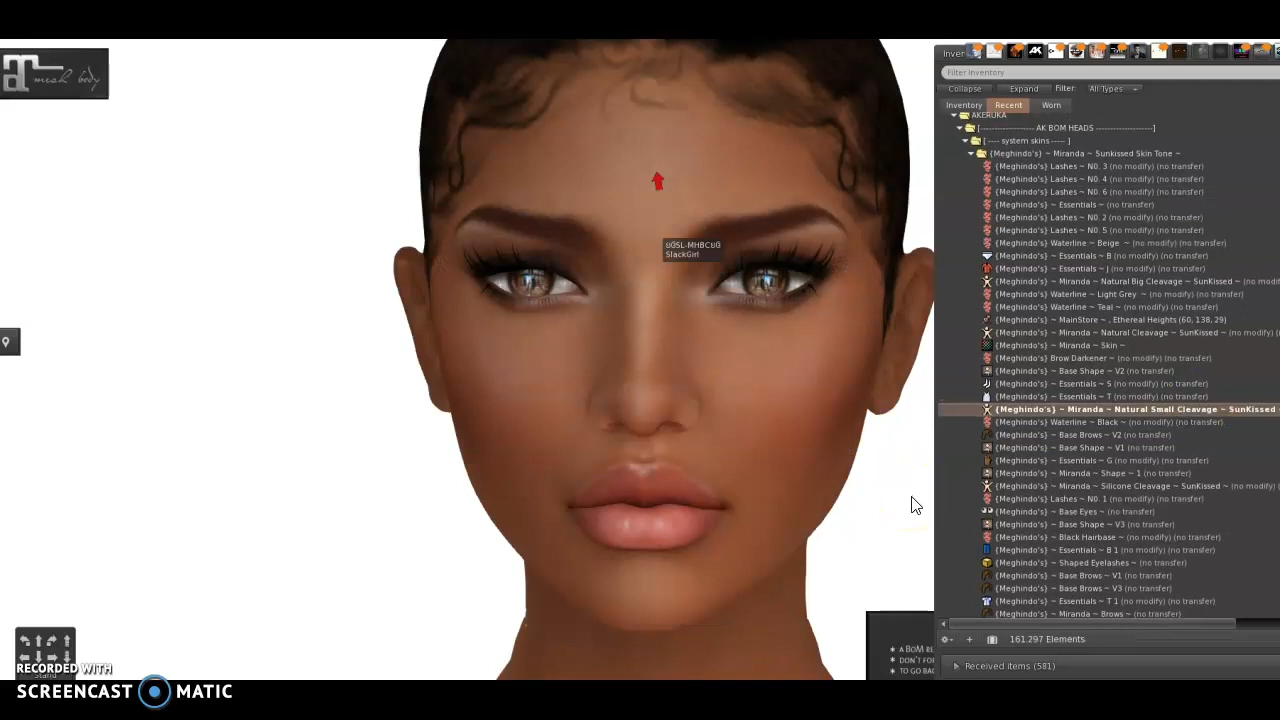 mesh body
Filter Inventory
Collapse Expand Filter: All Types
Inventory Recent Worn
AKERUKA
[------------------- AK BOM HEADS -------------------]
[ ---- system skins ----- ]
{Meghindo's} ~ Miranda ~ Sunkissed Skin Tone ~
{Meghindo's} Lashes ~ N0. 3 (no modify) (no transfer)
{Meghindo's} Lashes ~ N0. 4 (no modify) (no transfer)
{Meghindo's} Lashes ~ N0. 6 (no modify) (no transfer)
{Meghindo's} ~ Essentials ~ (no transfer)
{Meghindo's} Lashes ~ N0. 2 (no modify) (no transfer)
{Meghindo's} Lashes ~ N0. 5 (no modify) (no transfer)
{Meghindo's} Waterline ~ Beige ~ (no modify) (no transfer)
{Meghindo's} ~ Essentials ~ B (no modify) (no transfer)
{Meghindo's} ~ Essentials ~ J (no modify) (no transfer)
{Meghindo's} ~ Miranda ~ Natural Big Cleavage ~ SunKissed ~ (no modif
{Meghindo's} Waterline ~ Light Grey ~ (no modify) (no transfer)
{Meghindo's} Waterline ~ Teal ~ (no modify) (no transfer)
{Meghindo's} ~ MainStore ~ , Ethereal Heights (60, 138, 29)
{Meghindo's} ~ Miranda ~ Natural Cleavage ~ SunKissed ~ (no modify) (
{Meghindo's} ~ Miranda ~ Skin ~
{Meghindo's} Brow Darkener ~ (no modify) (no transfer)
{Meghindo's} ~ Base Shape ~ V2 (no transfer)
{Meghindo's} ~ Essentials ~ S (no modify) (no transfer)
{Meghindo's} ~ Essentials ~ T (no modify) (no transfer)
{Meghindo's} ~ Miranda ~ Natural Small Cleavage ~ SunKissed ~
{Meghindo's} Waterline ~ Black ~ (no modify) (no transfer)
{Meghindo's} ~ Base Brows ~ V2 (no transfer)
{Meghindo's} ~ Base Shape ~ V1 (no transfer)
{Meghindo's} ~ Essentials ~ G (no modify) (no transfer)
{Meghindo's} ~ Miranda ~ Shape ~ 1 (no transfer)
{Meghindo's} ~ Miranda ~ Silicone Cleavage ~ SunKissed ~ (no modify) (
{Meghindo's} Lashes ~ N0. 1 (no modify) (no transfer)
{Meghindo's} ~ Base Eyes ~ (no transfer)
{Meghindo's} ~ Base Shape ~ V3 (no transfer)
{Meghindo's} ~ Black Hairbase ~ (no modify) (no transfer)
{Meghindo's} ~ Essentials ~ B 1 (no modify) (no transfer)
{Meghindo's} ~ Shaped Eyelashes ~ (no transfer)
{Meghindo's} ~ Base Brows ~ V1 (no transfer)
{Meghindo's} ~ Base Brows ~ V3 (no transfer)
{Meghindo's} ~ Essentials ~ T 1 (no modify) (no transfer)
{Meghindo's} ~ Miranda ~ Brows ~ (no transfer)
161.297 Elements
Received items (581)
SlackGirl
* A BOM RE
* DON'T FOR
* TO GO BAC
Stand
RECORDED WITH
SCREENCAST MATIC